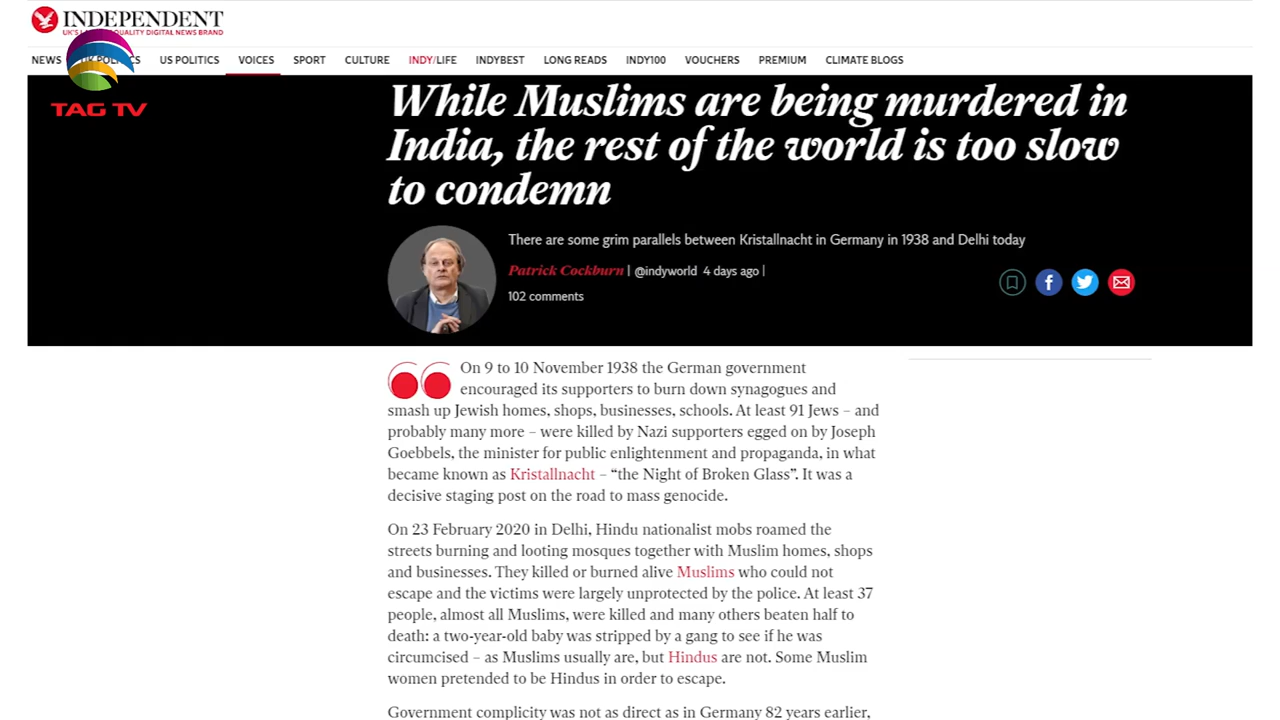 INDEPENDENT
UK'S QUALITY DIGITAL NEWS BRAND
NEWS UK POLITICS US POLITICS VOICES SPORT CULTURE INDY/LIFE INDYBEST LONG READS INDY100 VOUCHERS PREMIUM CLIMATE BLOGS
TAG TV
While Muslims are being murdered in
India, the rest of the world is too slow
to condemn
There are some grim parallels between Kristallnacht in Germany in 1938 and Delhi today
Patrick Cockburn | @indyworld 4 days ago |
102 comments
On 9 to 10 November 1938 the German government
encouraged its supporters to burn down synagogues and
smash up Jewish homes, shops, businesses, schools. At least 91 Jews – and
probably many more – were killed by Nazi supporters egged on by Joseph
Goebbels, the minister for public enlightenment and propaganda, in what
became known as Kristallnacht – “the Night of Broken Glass”. It was a
decisive staging post on the road to mass genocide.
On 23 February 2020 in Delhi, Hindu nationalist mobs roamed the
streets burning and looting mosques together with Muslim homes, shops
and businesses. They killed or burned alive Muslims who could not
escape and the victims were largely unprotected by the police. At least 37
people, almost all Muslims, were killed and many others beaten half to
death: a two-year-old baby was stripped by a gang to see if he was
circumcised – as Muslims usually are, but Hindus are not. Some Muslim
women pretended to be Hindus in order to escape.
Government complicity was not as direct as in Germany 82 years earlier,